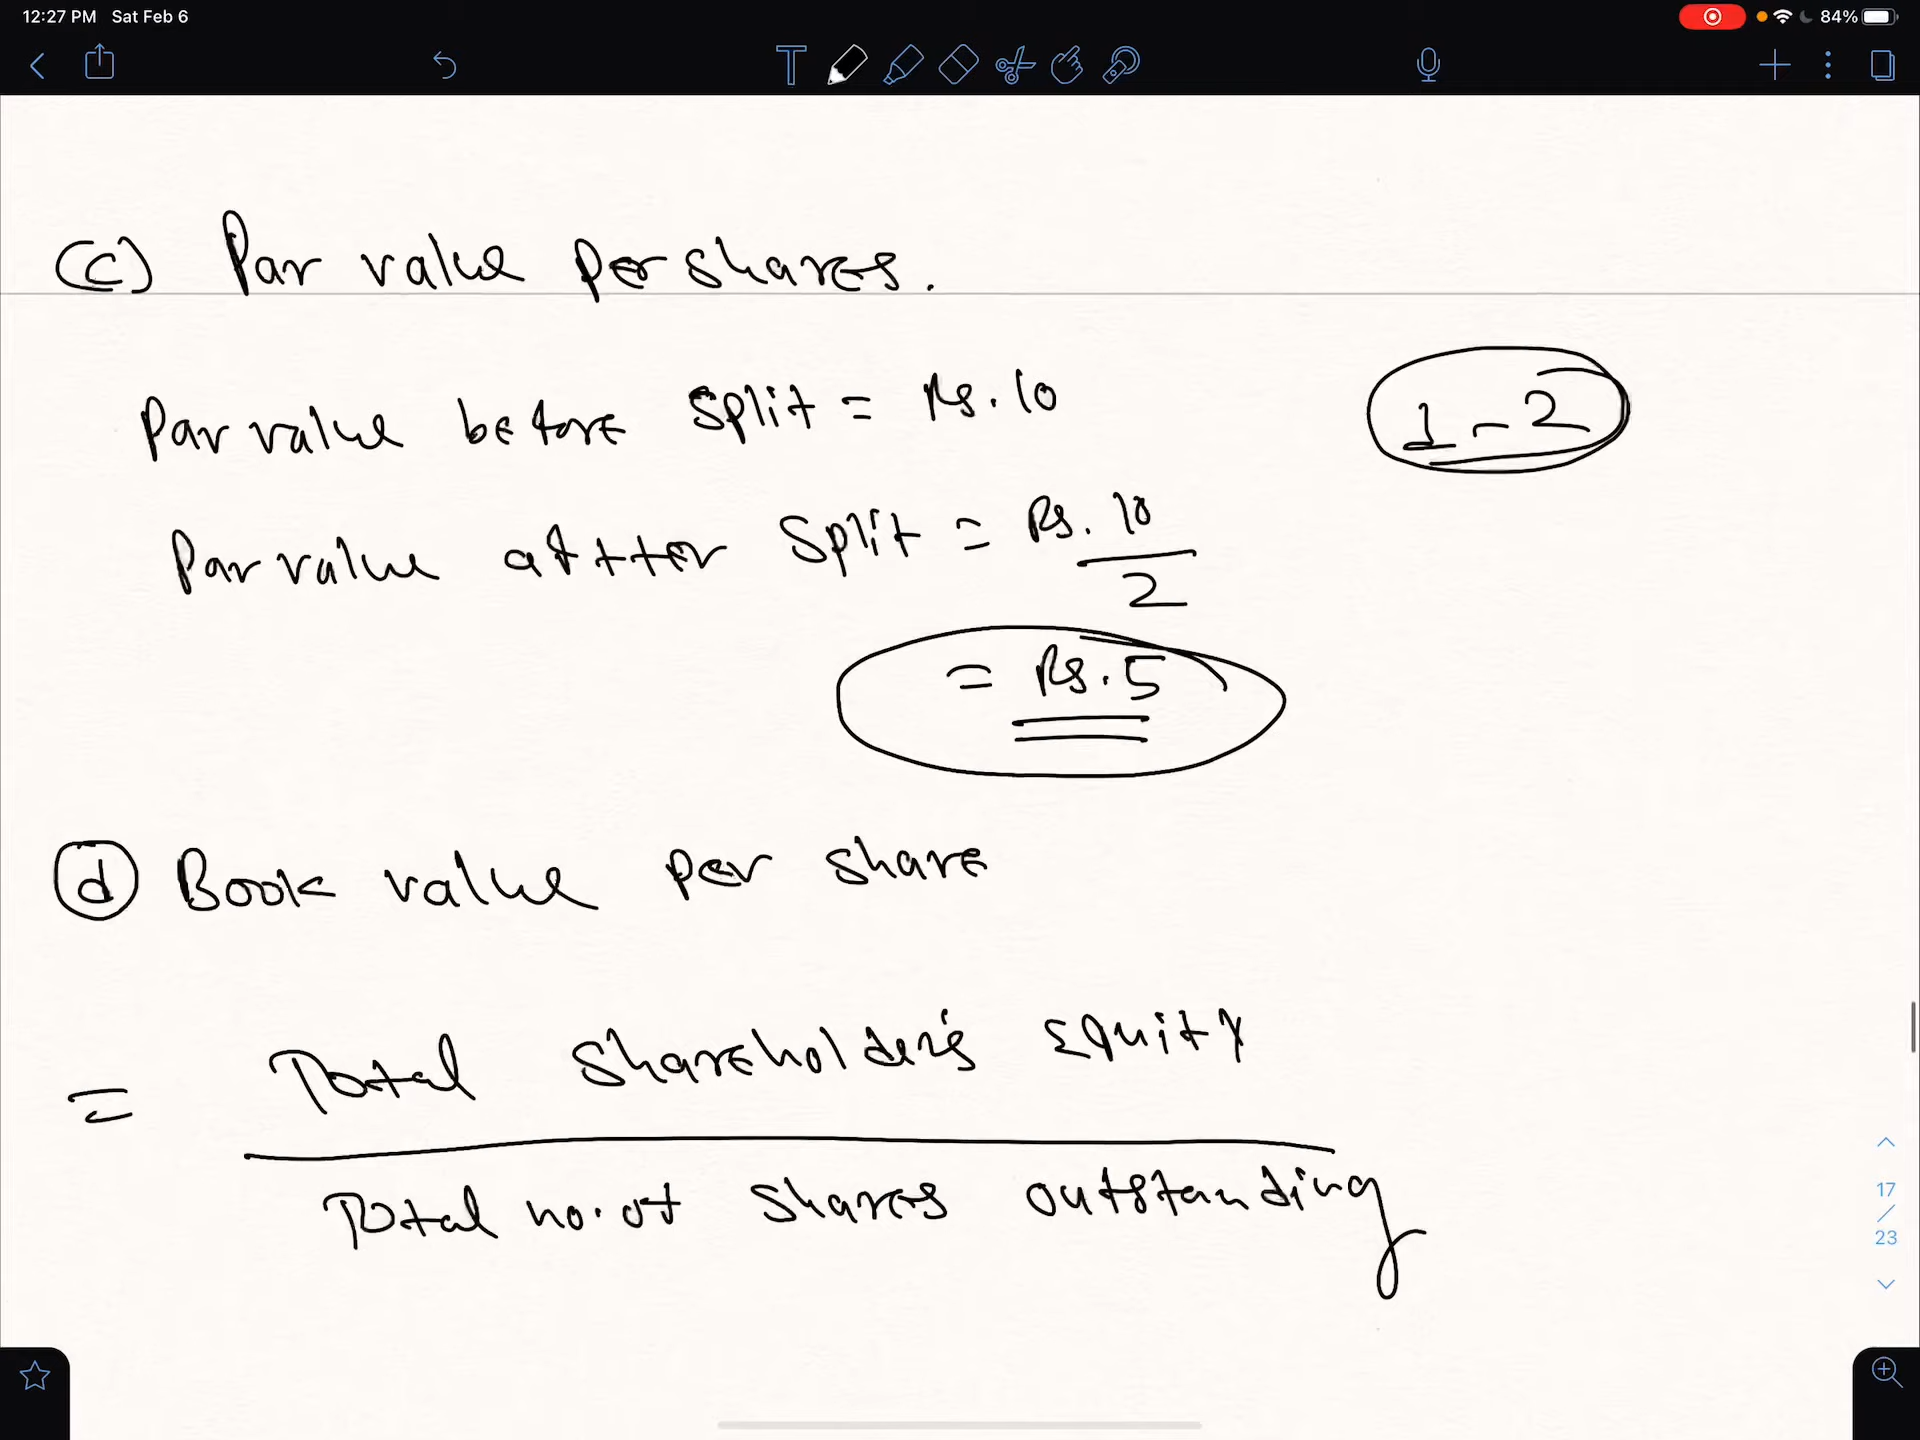 12:27 PM Sat Feb 6
84%
T
(c) Par value per shares.
Par value before split = Rs. 10
1 - 2
Par value aftter split = Rs. 10
2
= Rs. 5
d Book value per share
= Total shareholder's Equity
Total no. of shares outstanding
17
/
23